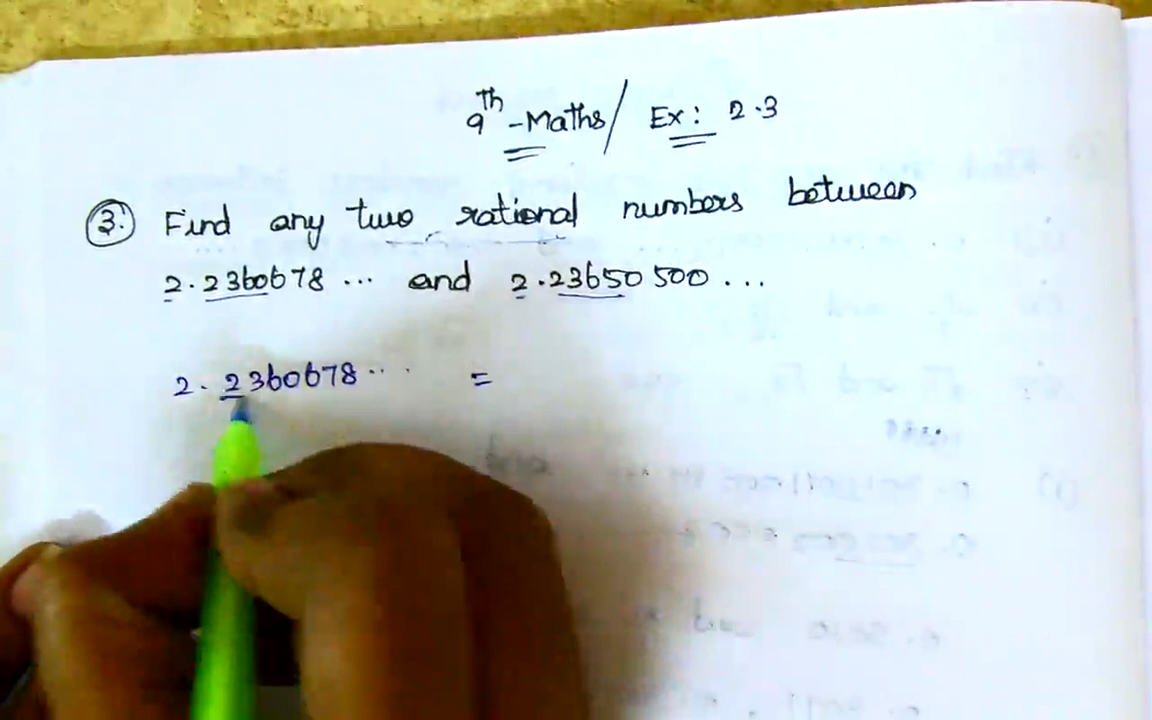 9th - Maths / Ex: 2.3
3. Find any two rational numbers between
2.2360678 ... and 2.23650500...
2.2360678... =